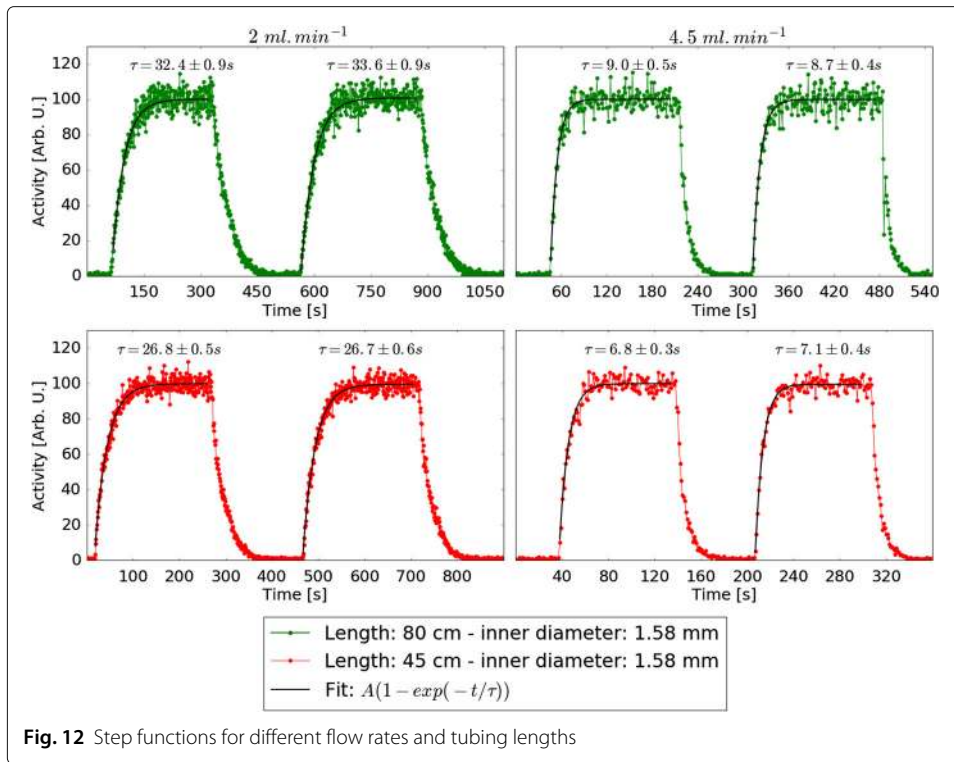 2 ml.min⁻¹
4.5 ml.min⁻¹
Activity [Arb. U.]
120
100
80
60
40
20
0
τ = 32.4 ± 0.9s
τ = 33.6 ± 0.9s
150 300 450 600 750 900 1050
Time [s]
τ = 9.0 ± 0.5s
τ = 8.7 ± 0.4s
60 120 180 240 300 360 420 480 540
Time [s]
Activity [Arb. U.]
120
100
80
60
40
20
0
τ = 26.8 ± 0.5s
τ = 26.7 ± 0.6s
100 200 300 400 500 600 700 800
Time [s]
τ = 6.8 ± 0.3s
τ = 7.1 ± 0.4s
40 80 120 160 200 240 280 320
Time [s]
Length: 80 cm - inner diameter: 1.58 mm
Length: 45 cm - inner diameter: 1.58 mm
Fit: A(1 − exp( − t/τ))
Fig. 12 Step functions for different flow rates and tubing lengths